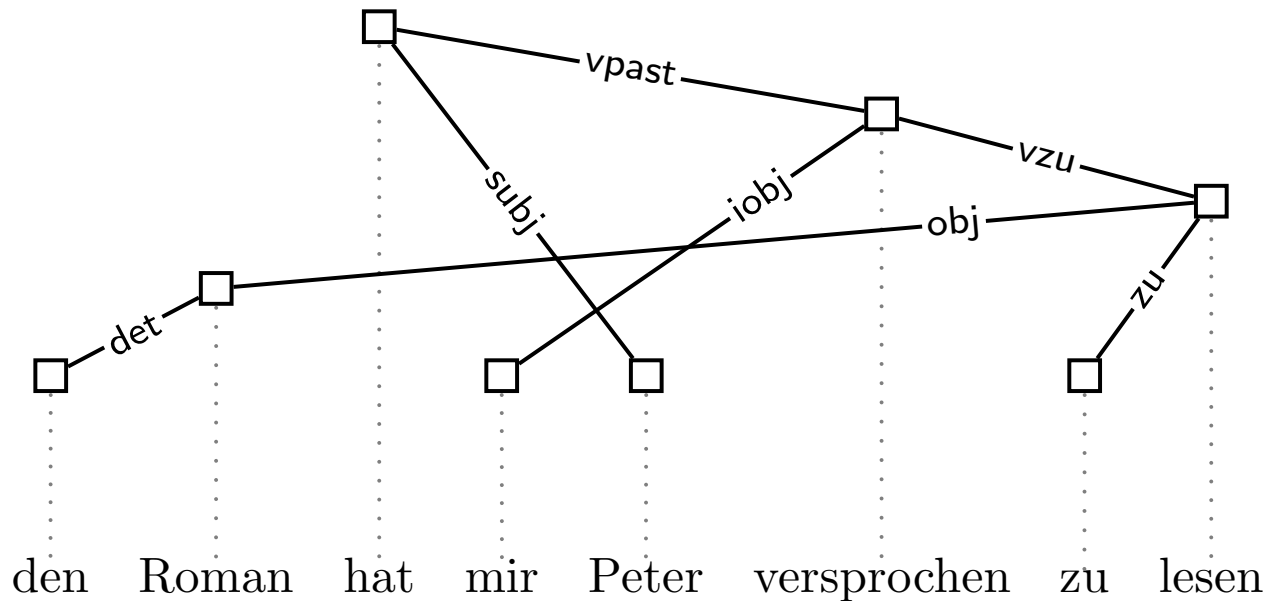 vpast
vzu
subj
iobj
obj
det
zu
den Roman hat mir Peter versprochen zu lesen